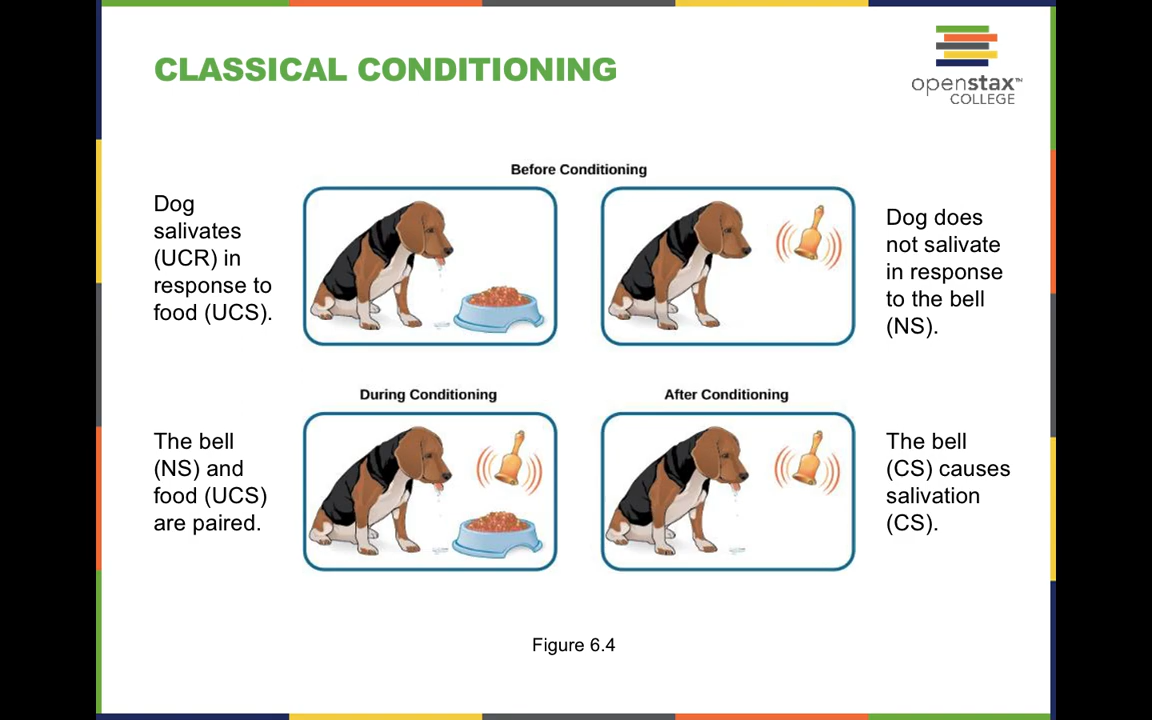 CLASSICAL CONDITIONING
openstax™
COLLEGE
Before Conditioning
Dog
salivates
(UCR) in
response to
food (UCS).
Dog does
not salivate
in response
to the bell
(NS).
During Conditioning
After Conditioning
The bell
(NS) and
food (UCS)
are paired.
The bell
(CS) causes
salivation
(CS).
Figure 6.4